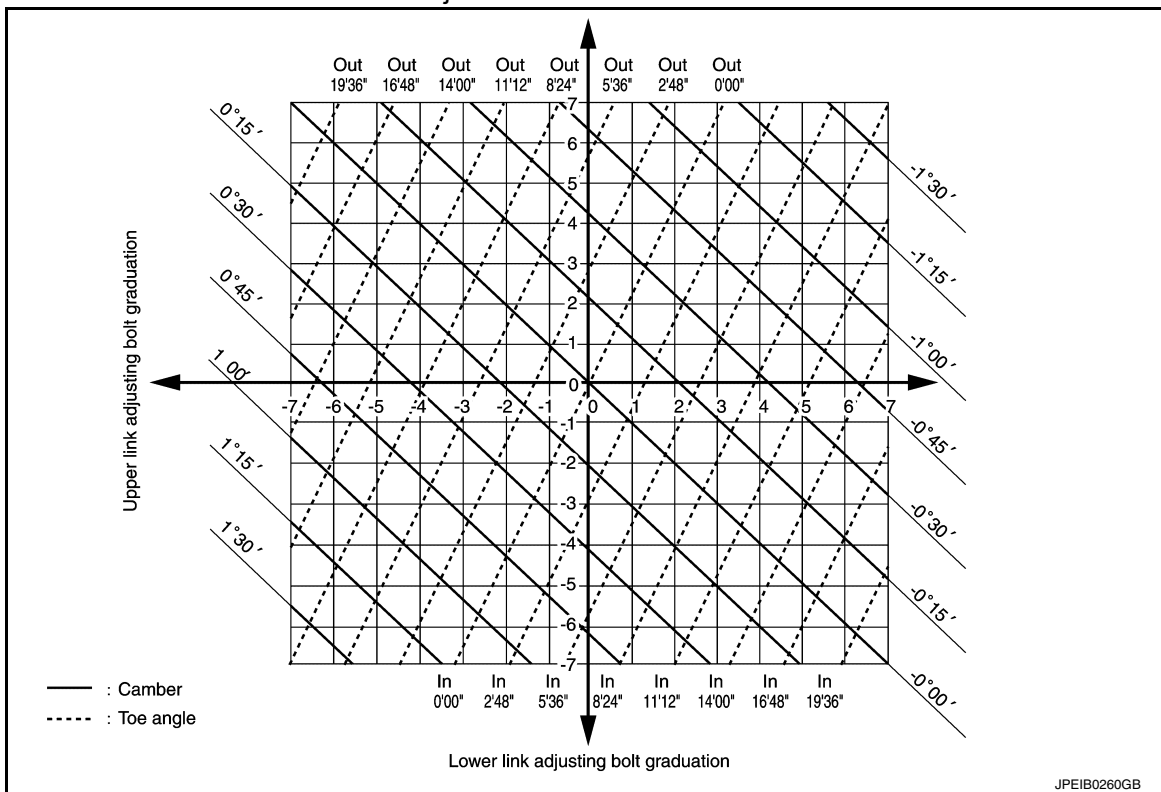 Out Out Out Out Out Out Out Out
19'36" 16'48" 14'00" 11'12" 8'24" 5'36" 2'48" 0'00"
7
6
5
4
3
2
1
0
-7 -6 -5 -4 -3 -2 -1 0 1 2 3 4 5 6 7
-1
-2
-3
-4
-5
-6
-7
0°15′
0°30′
0°45′
1 00′
1°15′
1°30′
-1°30′
-1°15′
-1°00′
-0°45′
-0°30′
-0°15′
-0°00′
Upper link adjusting bolt graduation
In In In In In In In In
0'00" 2'48" 5'36" 8'24" 11'12" 14'00" 16'48" 19'36"
: Camber
: Toe angle
Lower link adjusting bolt graduation
JPEIB0260GB